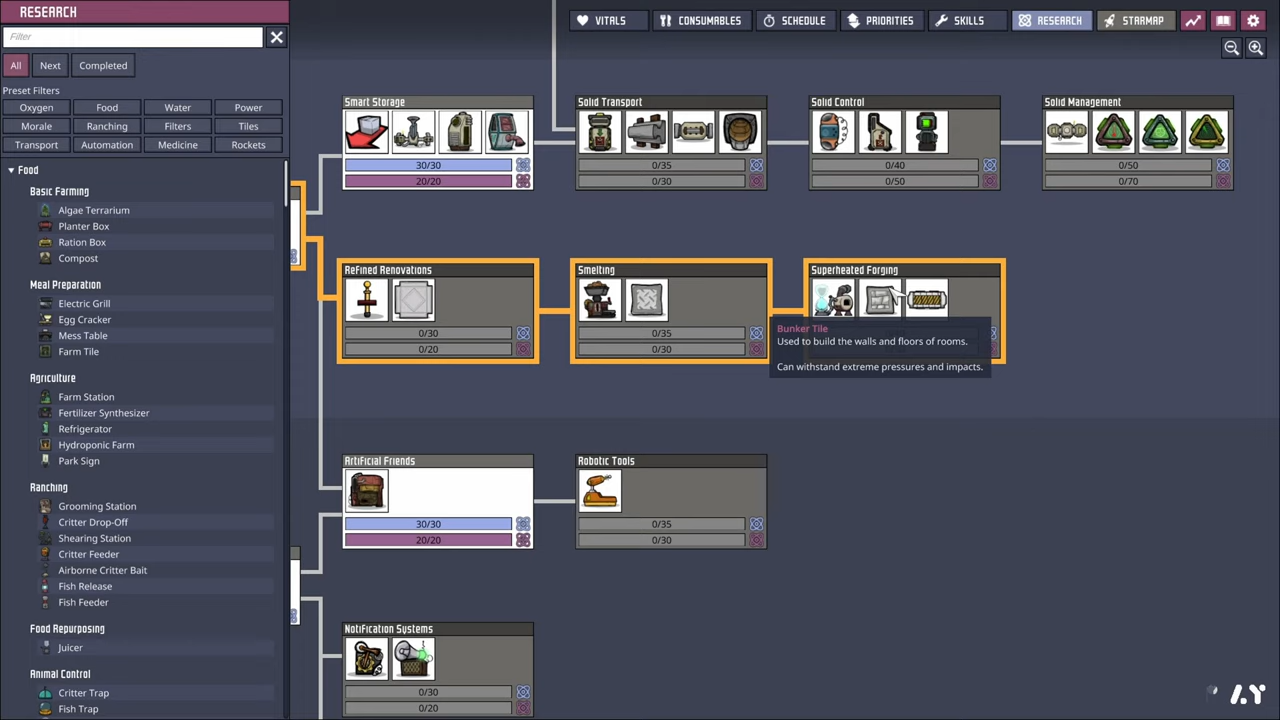 RESEARCH
VITALS
CONSUMABLES
SCHEDULE
PRIORITIES
SKILLS
RESEARCH
STARMAP
Filter
All
Next
Completed
Preset Filters
Oxygen
Food
Water
Power
Morale
Ranching
Filters
Tiles
Transport
Automation
Medicine
Rockets
Food
Basic Farming
Algae Terrarium
Planter Box
Ration Box
Compost
Meal Preparation
Electric Grill
Egg Cracker
Mess Table
Farm Tile
Agriculture
Farm Station
Fertilizer Synthesizer
Refrigerator
Hydroponic Farm
Park Sign
Ranching
Grooming Station
Critter Drop-Off
Shearing Station
Critter Feeder
Airborne Critter Bait
Fish Release
Fish Feeder
Food Repurposing
Juicer
Animal Control
Critter Trap
Fish Trap
Smart Storage
30/30
20/20
Solid Transport
0/35
0/30
Solid Control
0/40
0/50
Solid Management
0/50
0/70
Refined Renovations
0/30
0/20
Smelting
0/35
0/30
Superheated Forging
Bunker Tile
Used to build the walls and floors of rooms.
Can withstand extreme pressures and impacts.
Artificial Friends
30/30
20/20
Robotic Tools
0/35
0/30
Notification Systems
0/30
0/20